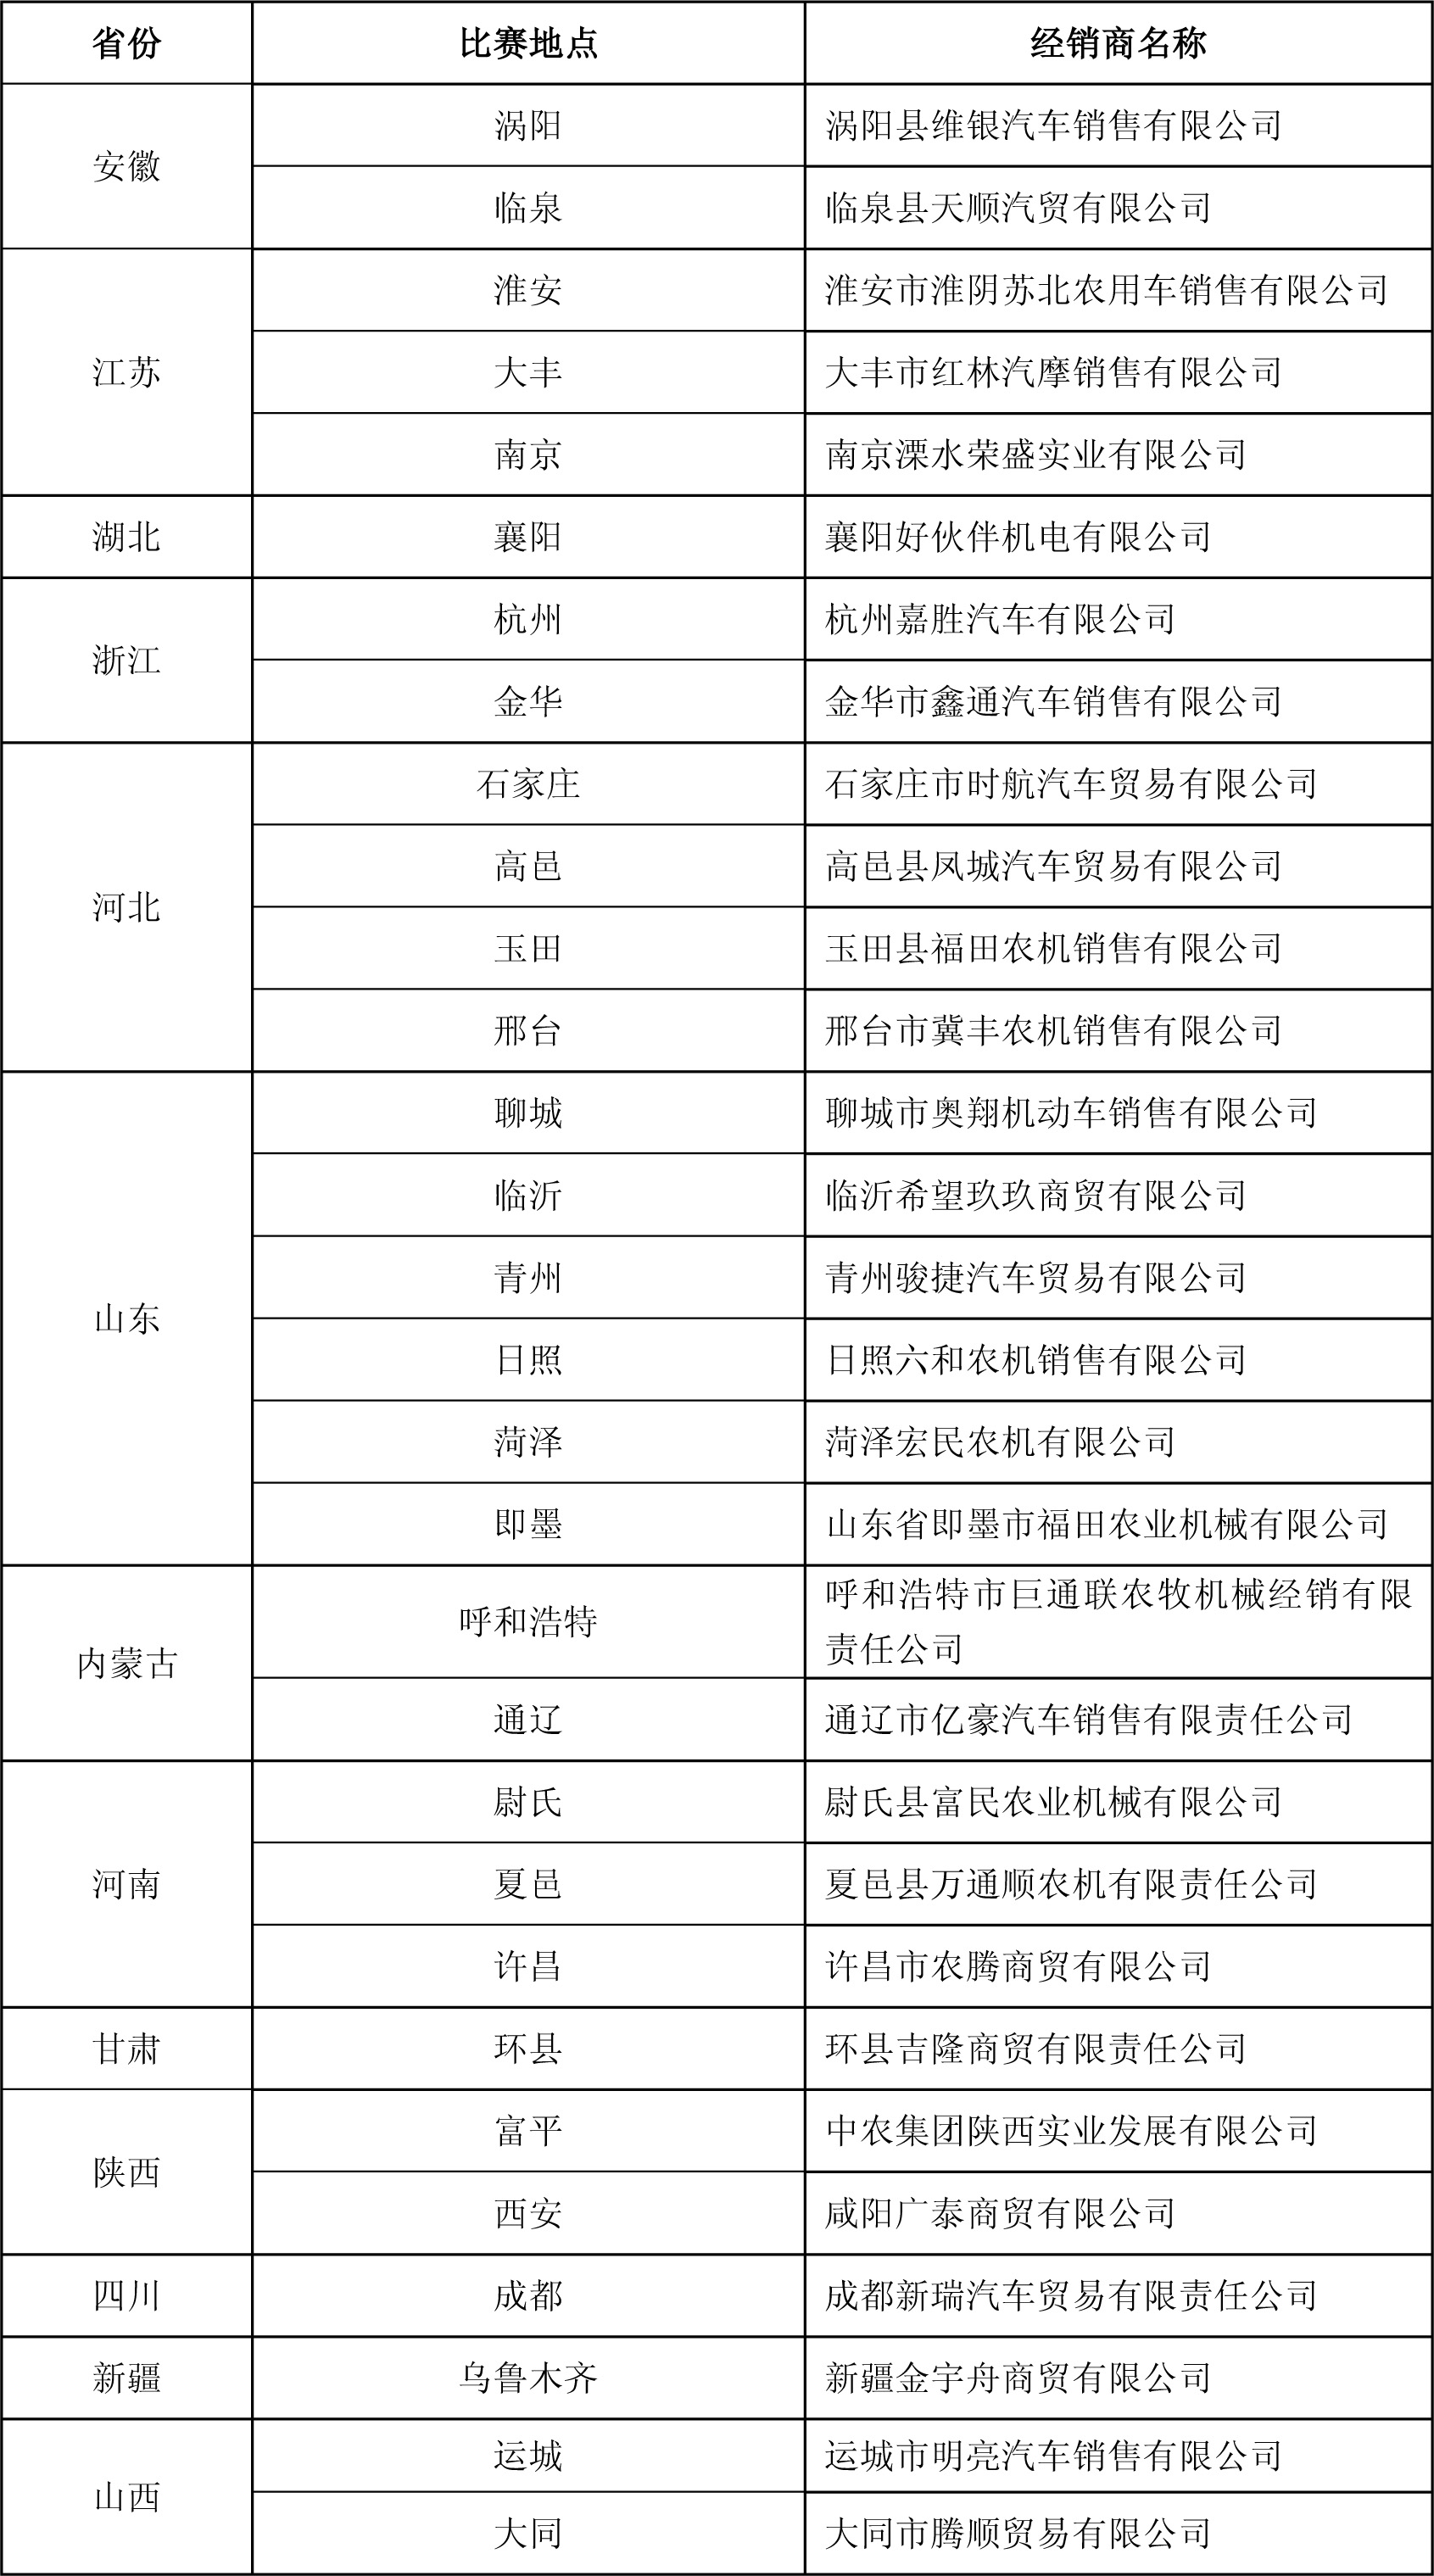 省份 比赛地点 经销商名称
安徽 涡阳 涡阳县维银汽车销售有限公司
临泉 临泉县天顺汽贸有限公司
江苏 淮安 淮安市淮阴苏北农用车销售有限公司
大丰 大丰市红林汽摩销售有限公司
南京 南京溧水荣盛实业有限公司
湖北 襄阳 襄阳好伙伴机电有限公司
浙江 杭州 杭州嘉胜汽车有限公司
金华 金华市鑫通汽车销售有限公司
河北 石家庄 石家庄市时航汽车贸易有限公司
高邑 高邑县凤城汽车贸易有限公司
玉田 玉田县福田农机销售有限公司
邢台 邢台市冀丰农机销售有限公司
山东 聊城 聊城市奥翔机动车销售有限公司
临沂 临沂希望玖玖商贸有限公司
青州 青州骏捷汽车贸易有限公司
日照 日照六和农机销售有限公司
菏泽 菏泽宏民农机有限公司
即墨 山东省即墨市福田农业机械有限公司
内蒙古 呼和浩特 呼和浩特市巨通联农牧机械经销有限
责任公司
通辽 通辽市亿豪汽车销售有限责任公司
河南 尉氏 尉氏县富民农业机械有限公司
夏邑 夏邑县万通顺农机有限责任公司
许昌 许昌市农腾商贸有限公司
甘肃 环县 环县吉隆商贸有限责任公司
陕西 富平 中农集团陕西实业发展有限公司
西安 咸阳广泰商贸有限公司
四川 成都 成都新瑞汽车贸易有限责任公司
新疆 乌鲁木齐 新疆金宇舟商贸有限公司
山西 运城 运城市明亮汽车销售有限公司
大同 大同市腾顺贸易有限公司